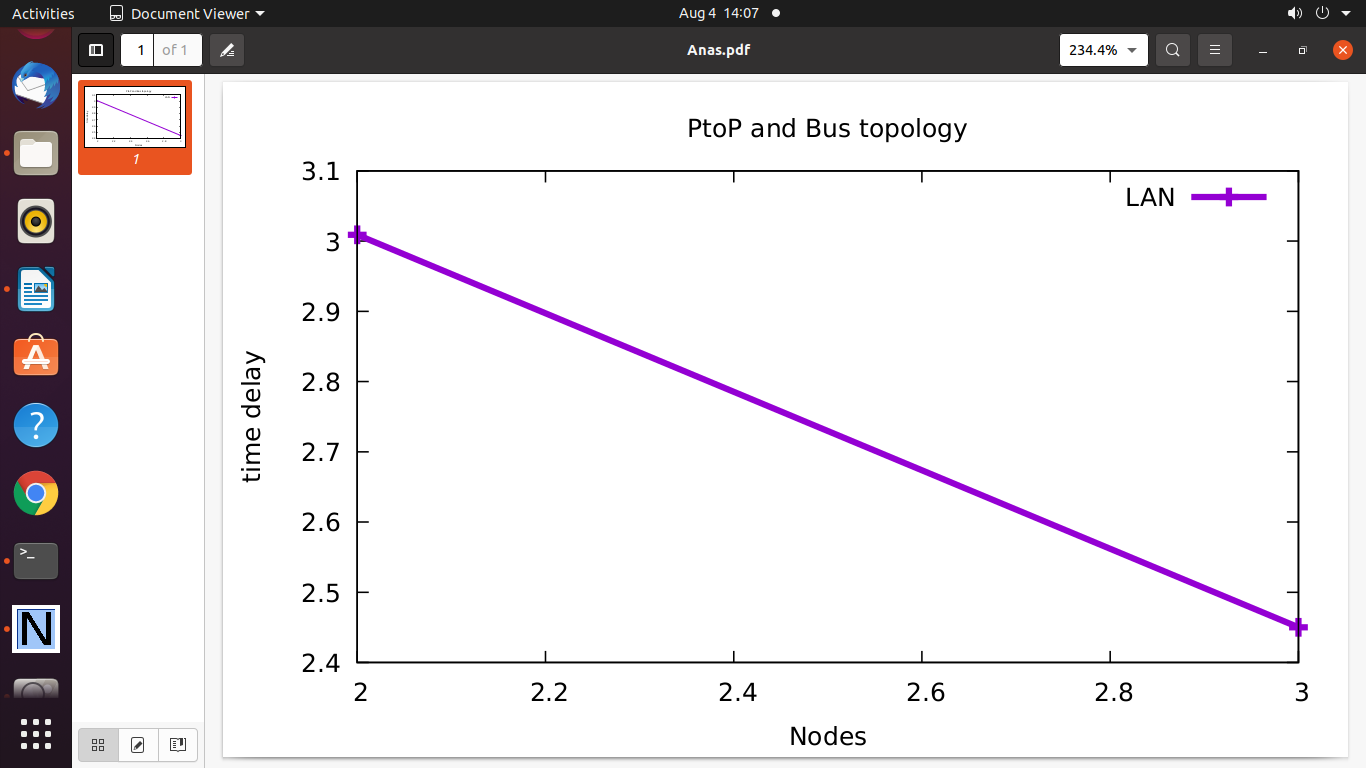 Activities
Document Viewer
Aug 4 14:07
1 of 1
Anas.pdf
234.4%
1
PtoP and Bus topology
LAN
3.1
3
2.9
2.8
2.7
2.6
2.5
2.4
time delay
2 2.2 2.4 2.6 2.8 3
Nodes
?
>_
N